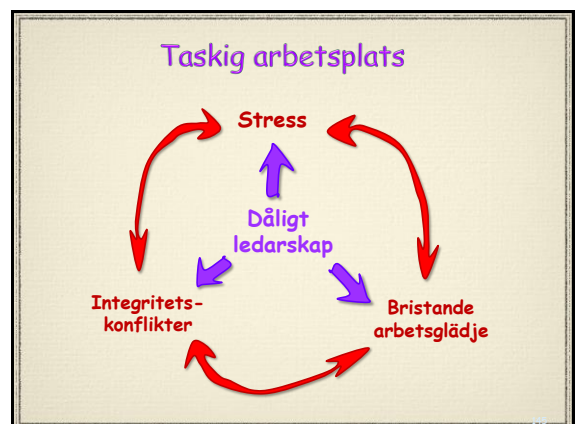 Taskig arbetsplats
Stress
Dåligt
ledarskap
Integritets-
konflikter
Bristande
arbetsglädje